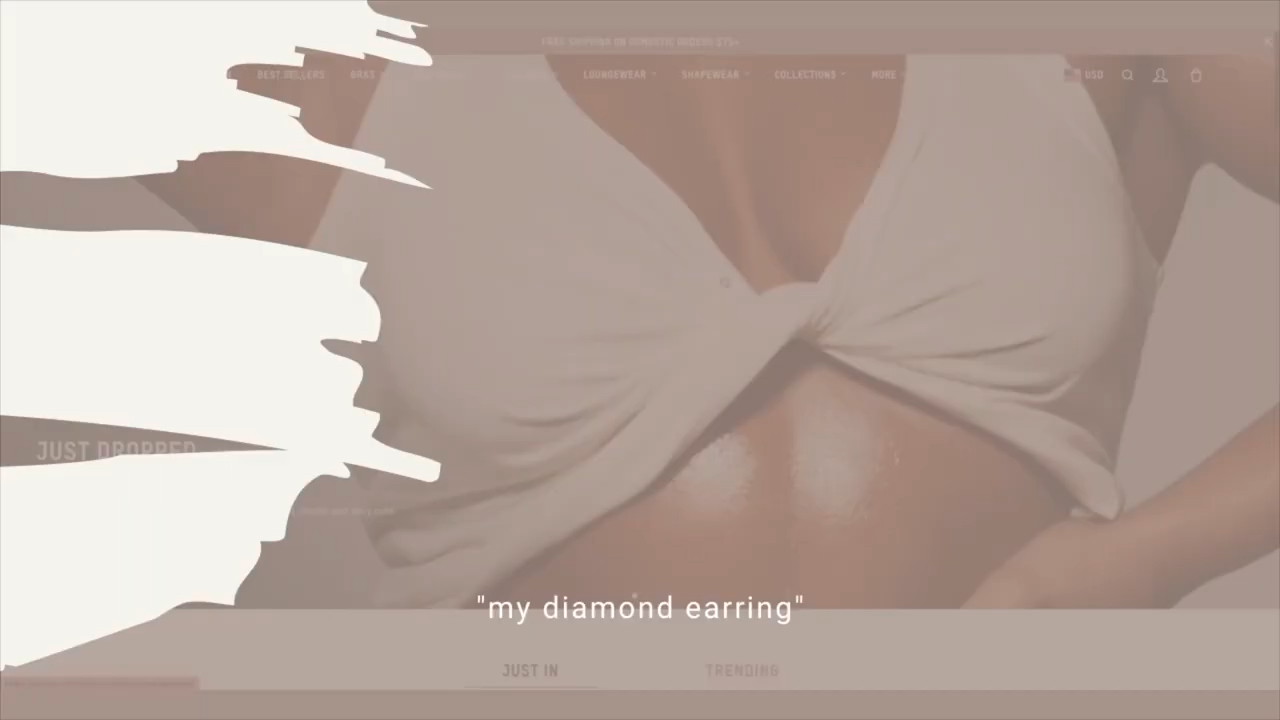 FREE SHIPPING ON DOMESTIC ORDERS $75+
BEST SELLERS BRAS LOUNGEWEAR SHAPEWEAR COLLECTIONS MORE USD
JUST DROPPED
"my diamond earring"
JUST IN TRENDING